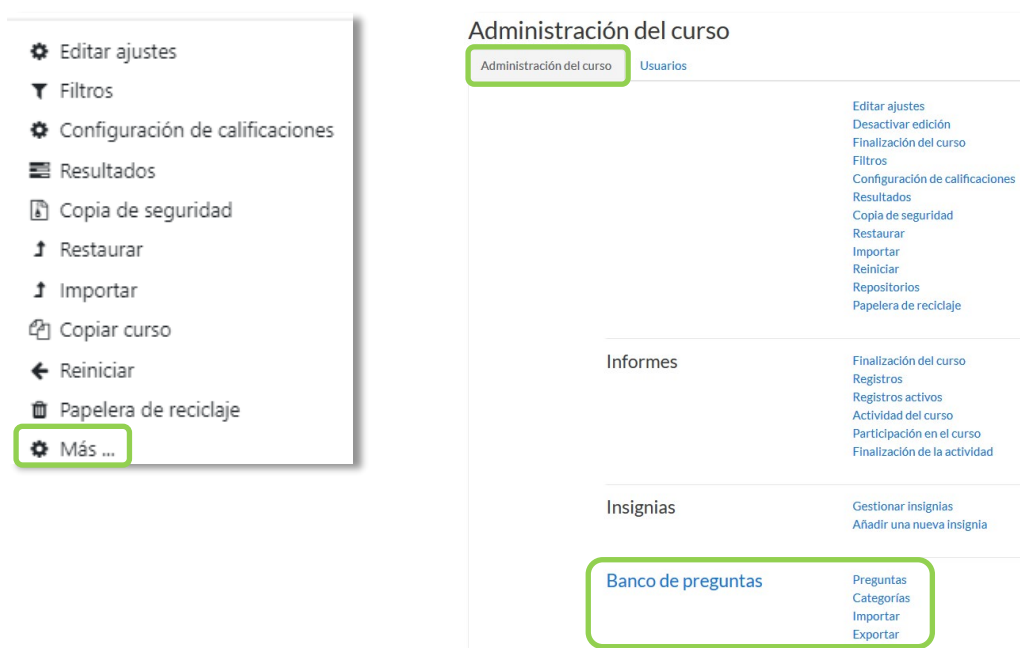 Editar ajustes
Filtros
Configuración de calificaciones
Resultados
Copia de seguridad
Restaurar
Importar
Copiar curso
Reiniciar
Papelera de reciclaje
Más ...
Administración del curso
Administración del curso Usuarios
Editar ajustes
Desactivar edición
Finalización del curso
Filtros
Configuración de calificaciones
Resultados
Copia de seguridad
Restaurar
Importar
Reiniciar
Repositorios
Papelera de reciclaje
Informes Finalización del curso
Registros
Registros activos
Actividad del curso
Participación en el curso
Finalización de la actividad
Insignias Gestionar insignias
Añadir una nueva insignia
Banco de preguntas Preguntas
Categorías
Importar
Exportar